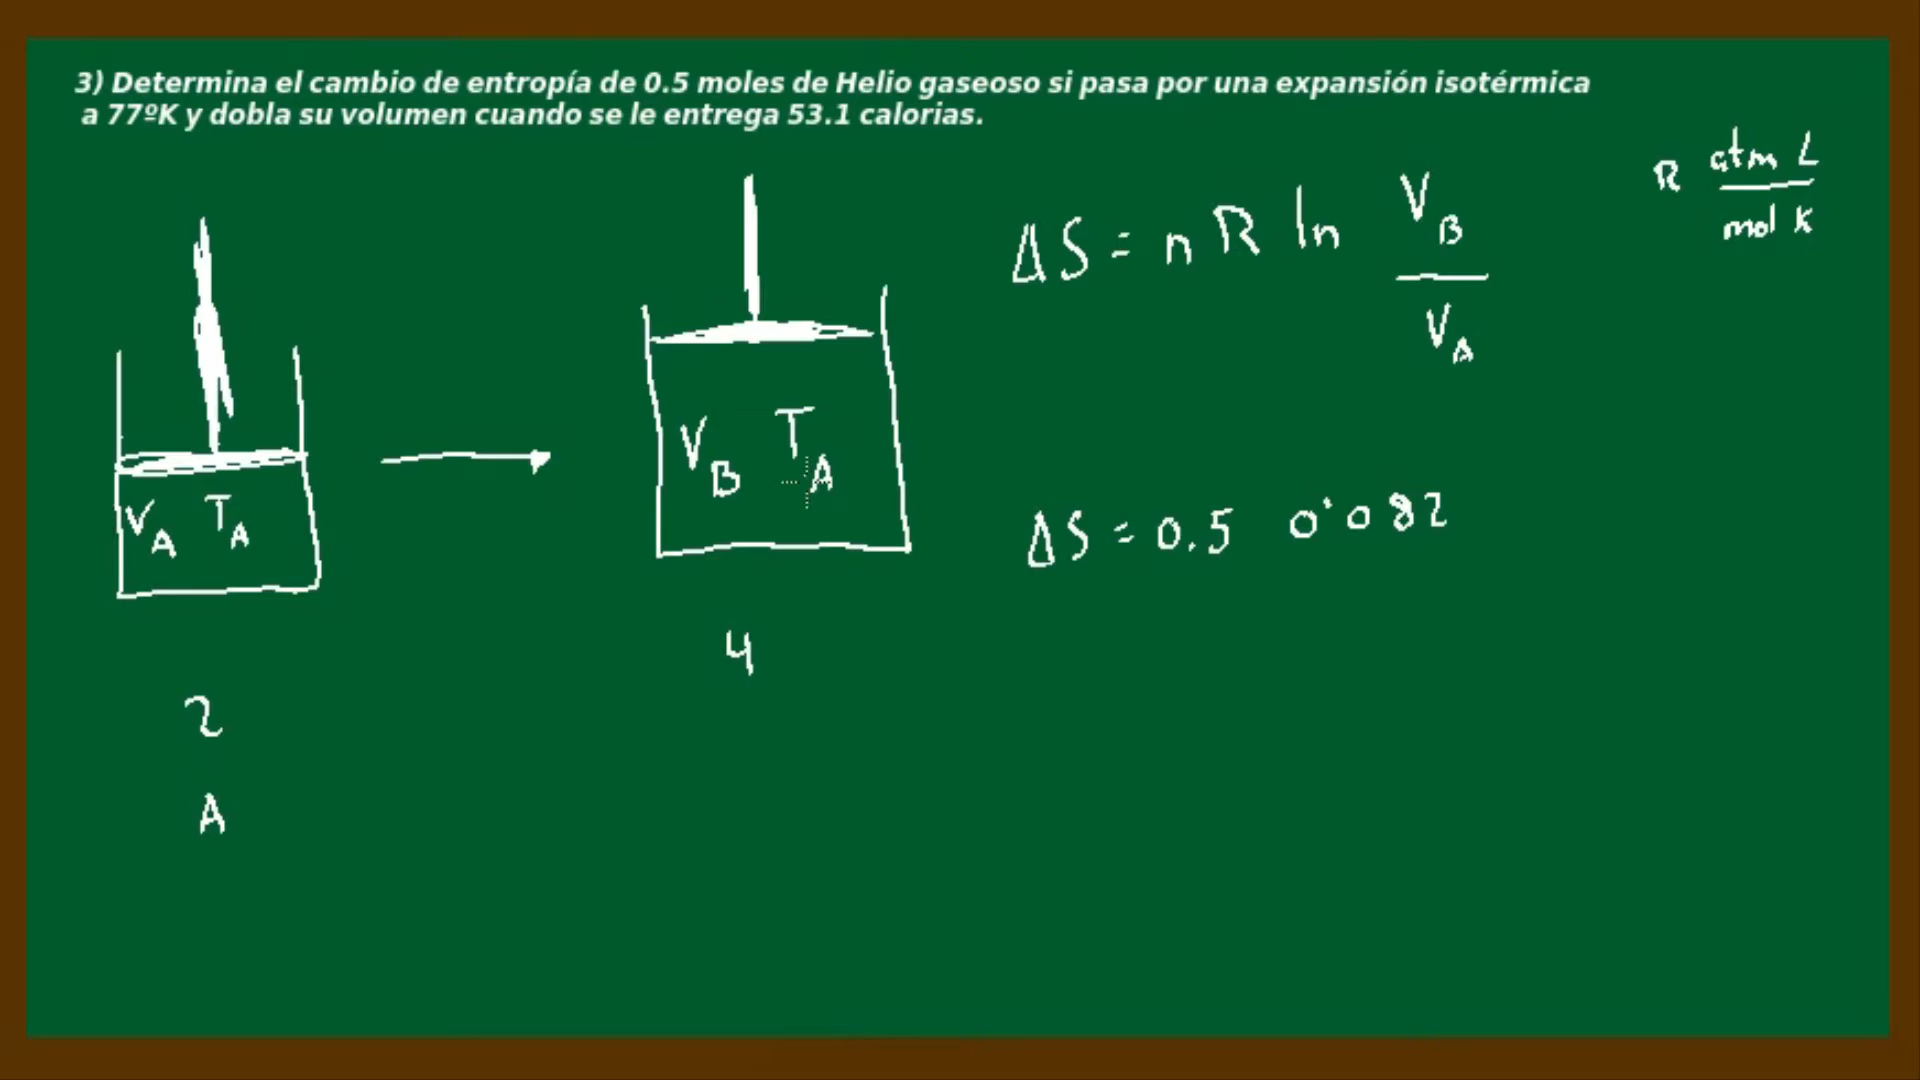 3) Determina el cambio de entropía de 0.5 moles de Helio gaseoso si pasa por una expansión isotérmica
a 77ºK y dobla su volumen cuando se le entrega 53.1 calorias.
R atm L
mol K
ΔS = n R ln V_B
V_A
V_B T_A
V_A T_A
ΔS = 0.5 0'082
4
2
A